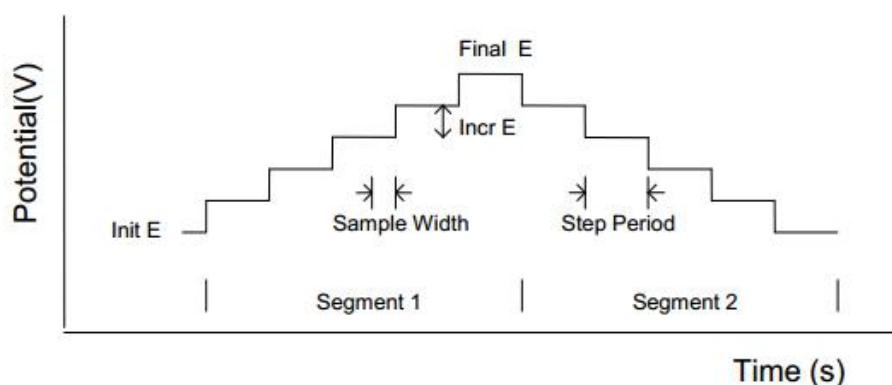 Potential(V)
Final E
Incr E
Init E
Sample Width
Step Period
Segment 1
Segment 2
Time (s)